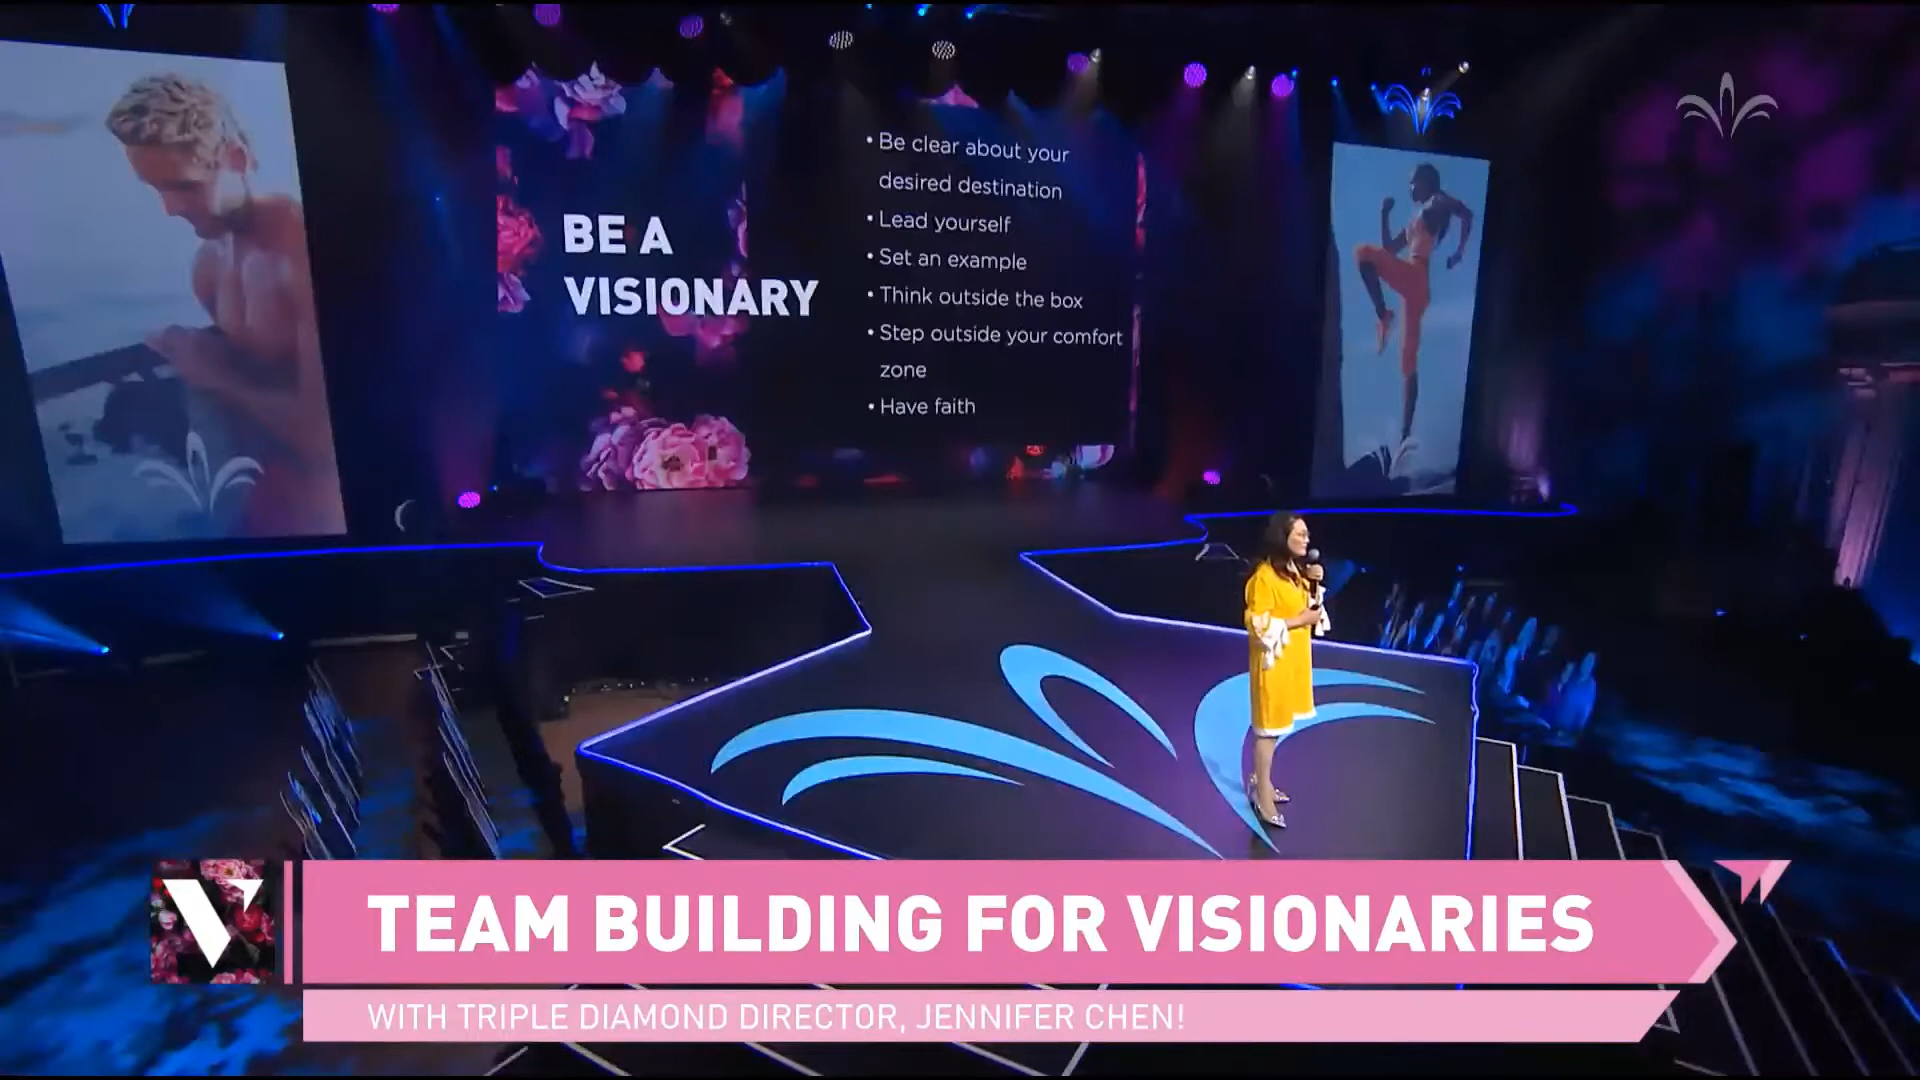 BE A
VISIONARY
• Be clear about your
desired destination
• Lead yourself
• Set an example
• Think outside the box
• Step outside your comfort
zone
• Have faith
V
TEAM BUILDING FOR VISIONARIES
WITH TRIPLE DIAMOND DIRECTOR, JENNIFER CHEN!